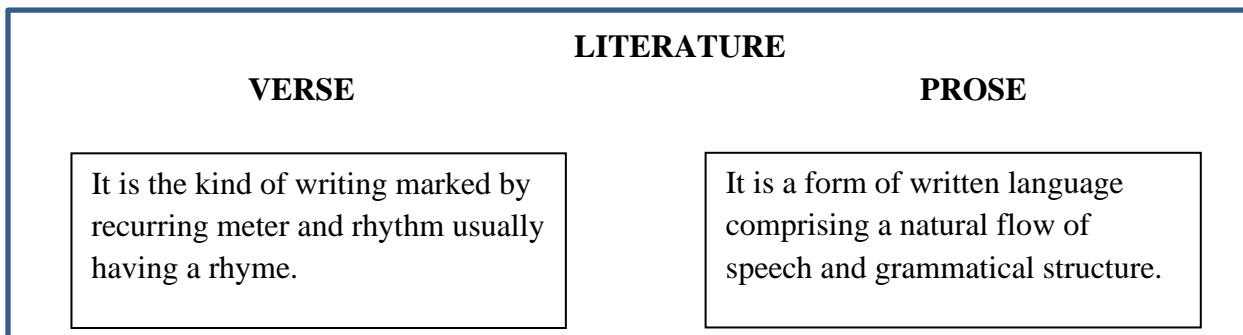 LITERATURE
VERSE
PROSE
It is the kind of writing marked by
recurring meter and rhythm usually
having a rhyme.
It is a form of written language
comprising a natural flow of
speech and grammatical structure.